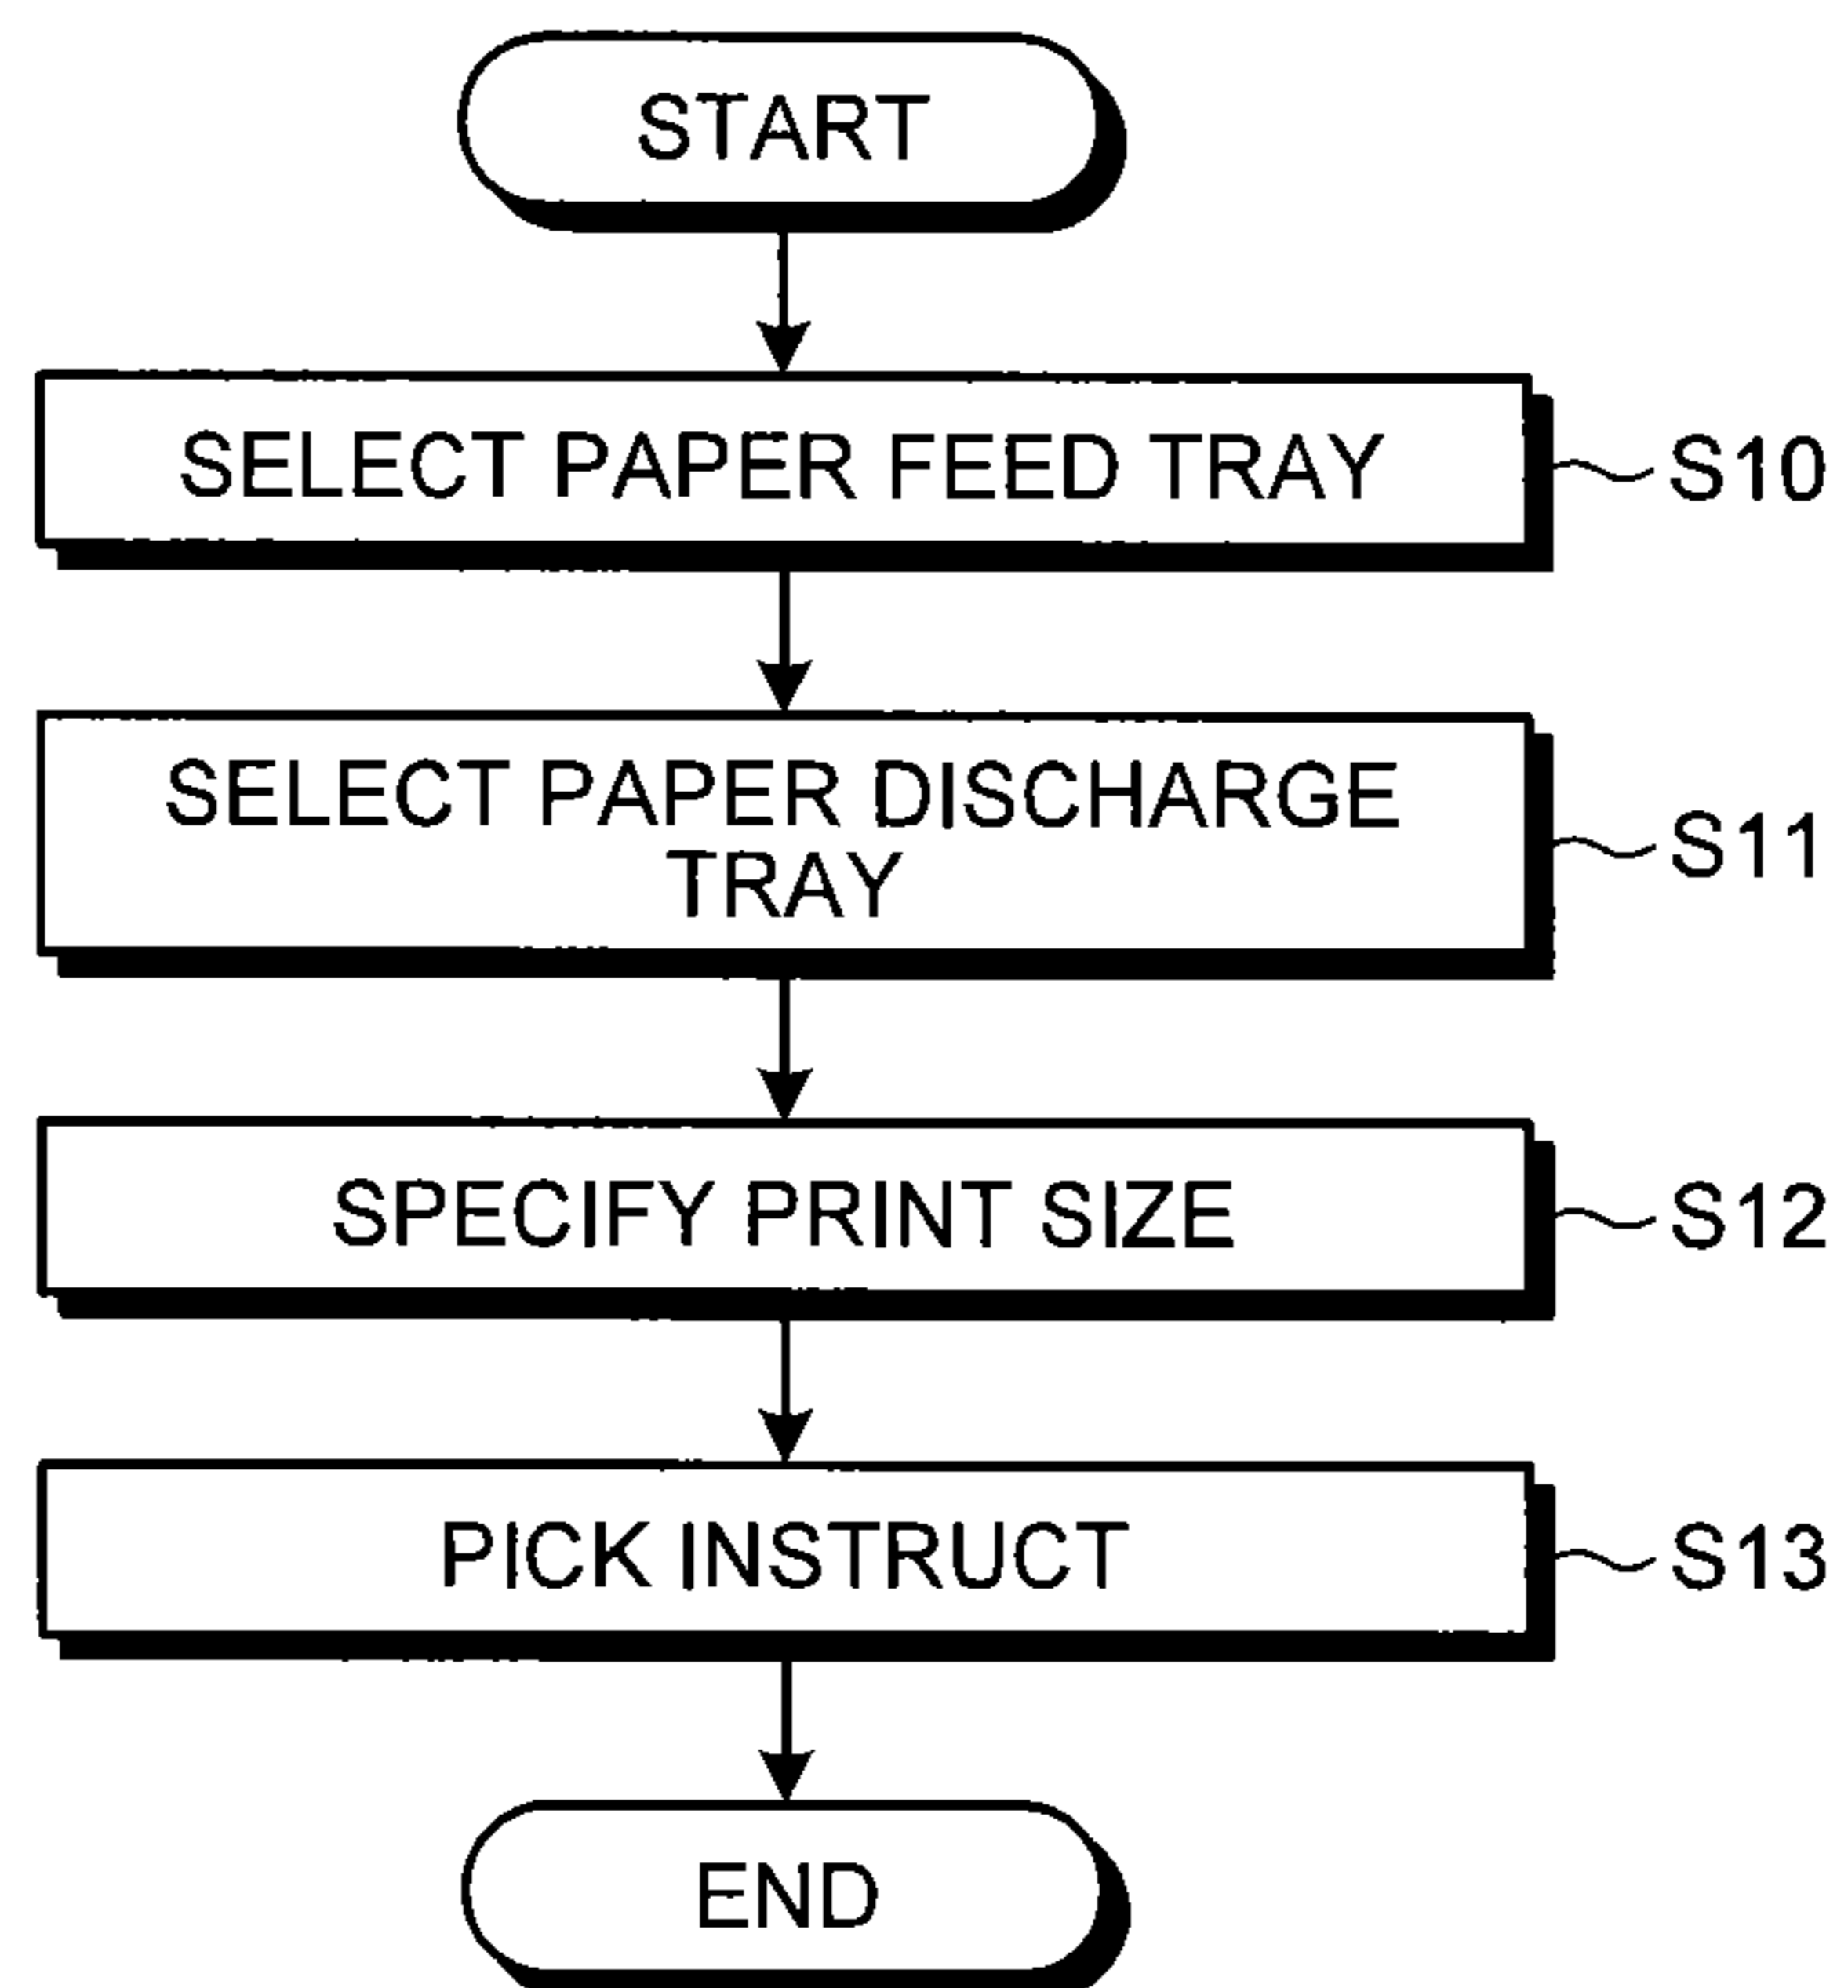 START
SELECT PAPER FEED TRAY
S10
SELECT PAPER DISCHARGE
TRAY
S11
SPECIFY PRINT SIZE
S12
PICK INSTRUCT
S13
END